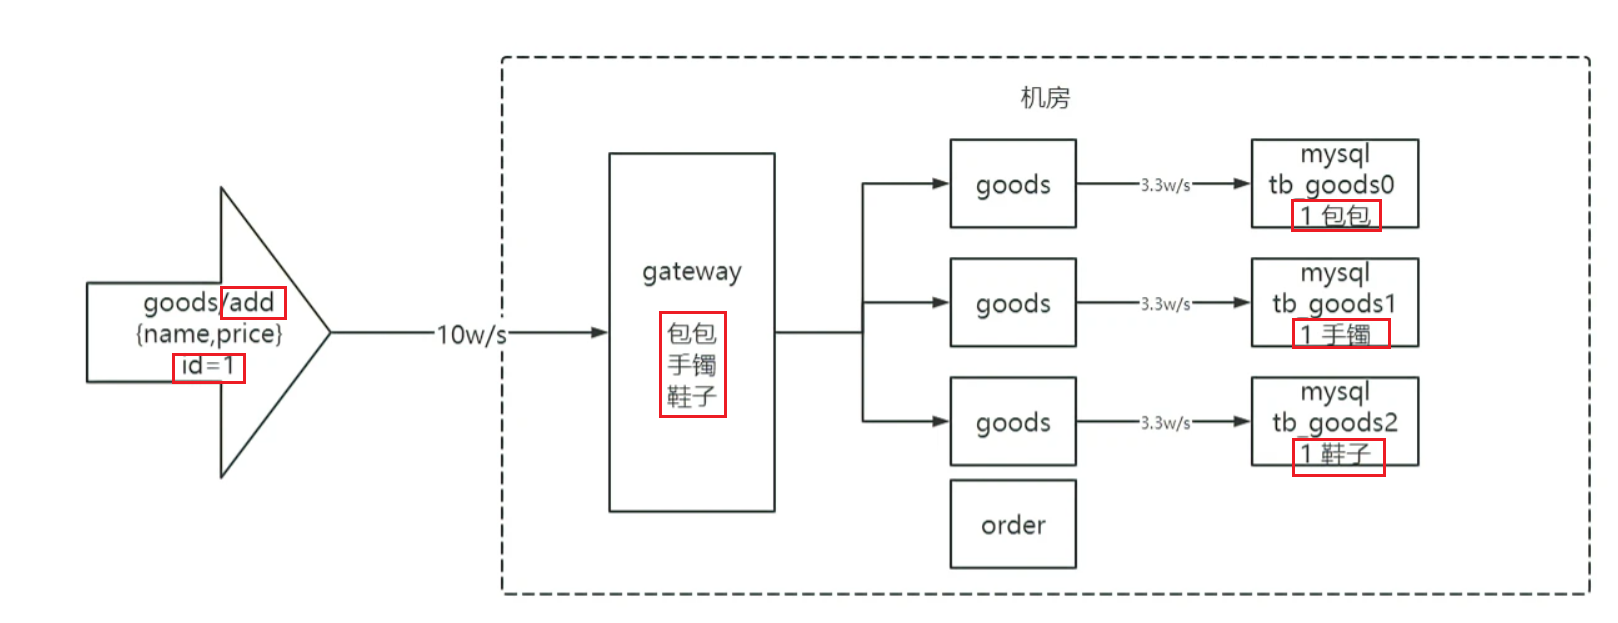 机房
goods/add
{name,price}
id=1
10w/s
gateway
包包
手镯
鞋子
goods
3.3w/s
mysql
tb_goods0
1 包包
goods
3.3w/s
mysql
tb_goods1
1 手镯
goods
3.3w/s
mysql
tb_goods2
1 鞋子
order